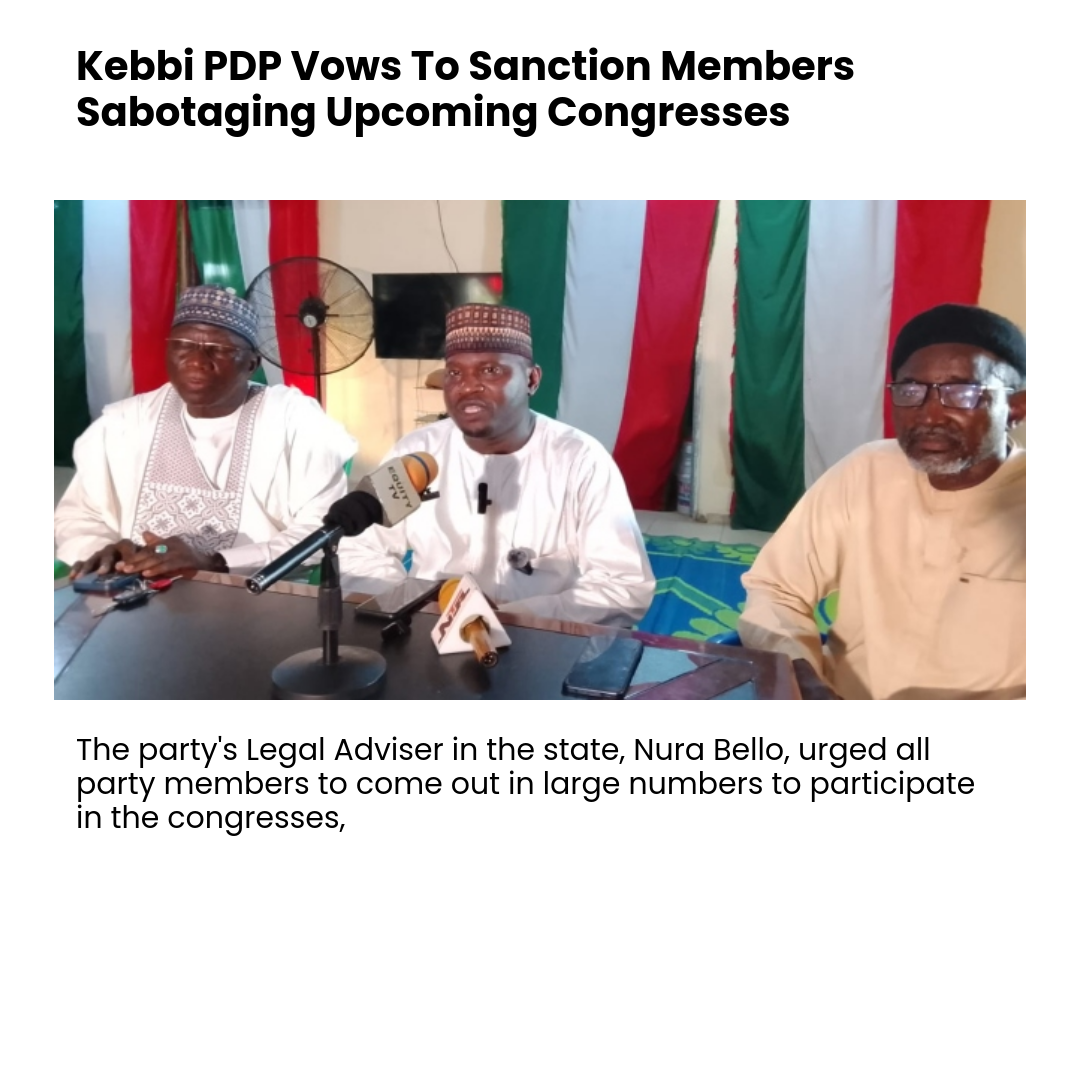 Kebbi PDP Vows To Sanction Members
Sabotaging Upcoming Congresses
EQUITY
TV
The party's Legal Adviser in the state, Nura Bello, urged all
party members to come out in large numbers to participate
in the congresses,